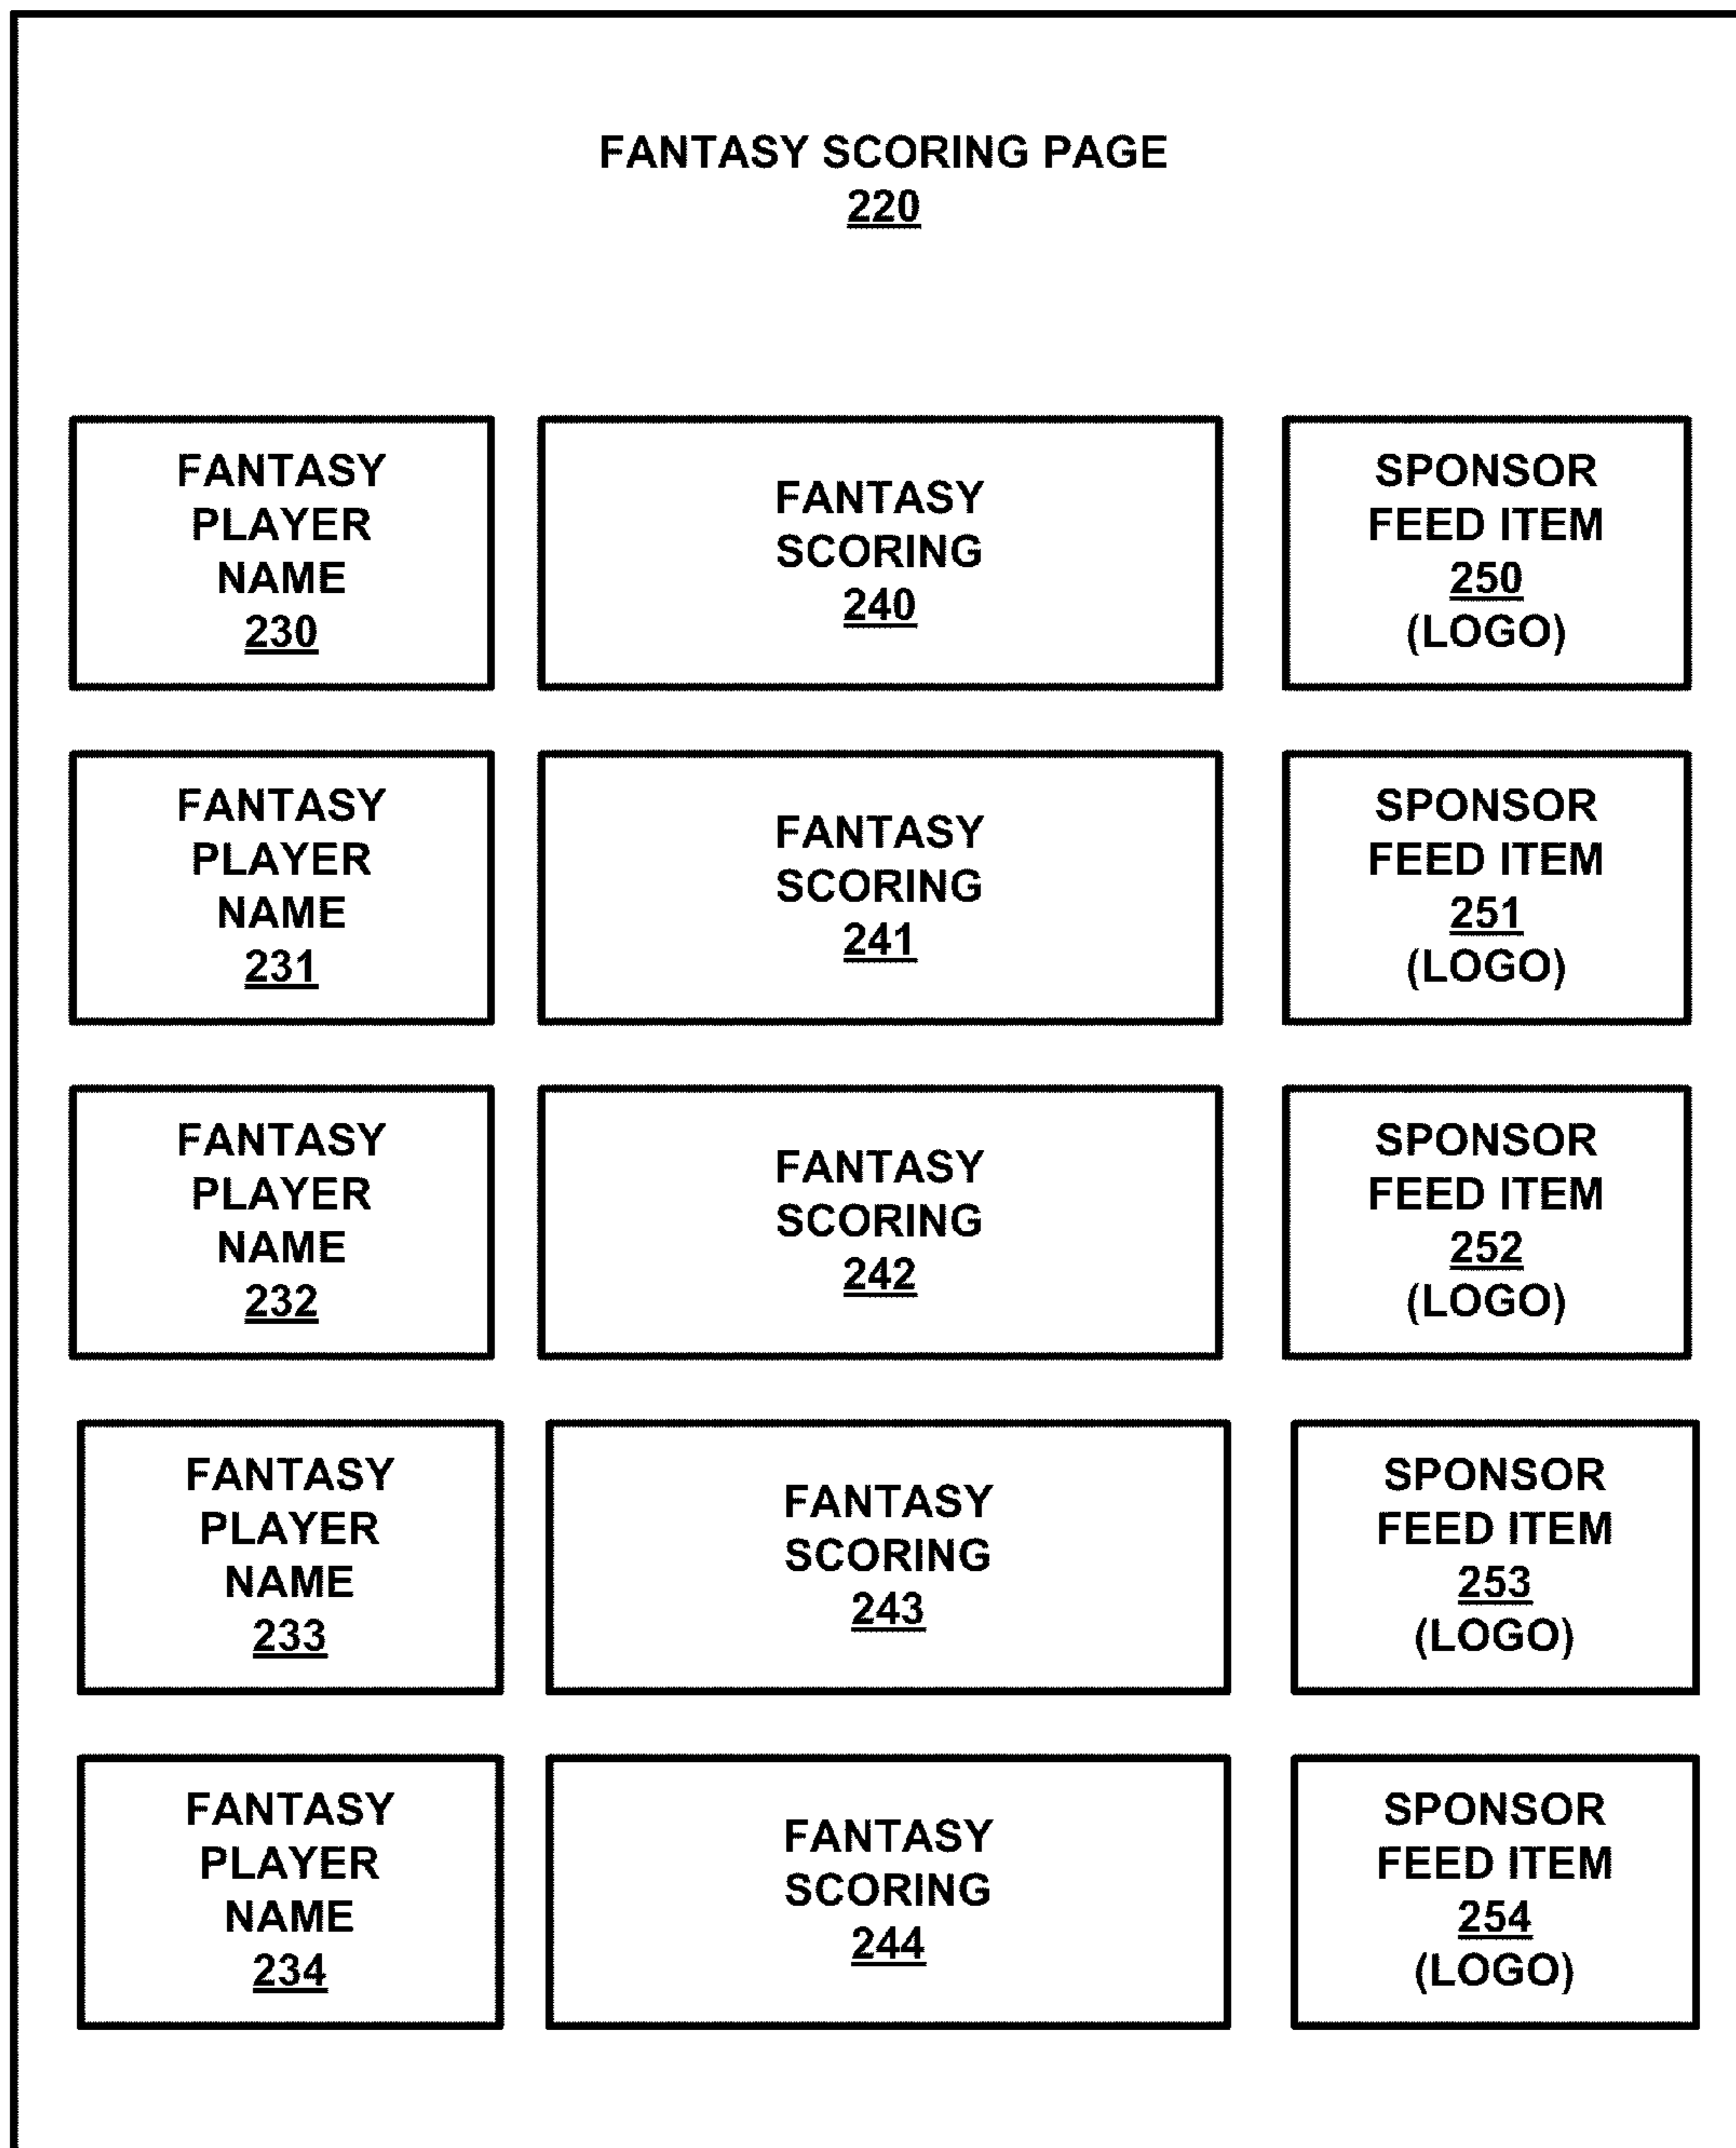 FANTASY SCORING PAGE
220
FANTASY
PLAYER
NAME
230
FANTASY
SCORING
240
SPONSOR
FEED ITEM
250
(LOGO)
FANTASY
PLAYER
NAME
231
FANTASY
SCORING
241
SPONSOR
FEED ITEM
251
(LOGO)
FANTASY
PLAYER
NAME
232
FANTASY
SCORING
242
SPONSOR
FEED ITEM
252
(LOGO)
FANTASY
PLAYER
NAME
233
FANTASY
SCORING
243
SPONSOR
FEED ITEM
253
(LOGO)
FANTASY
PLAYER
NAME
234
FANTASY
SCORING
244
SPONSOR
FEED ITEM
254
(LOGO)